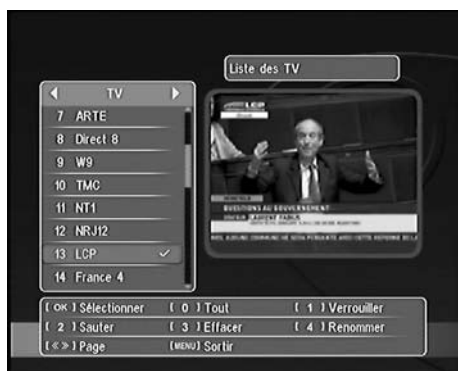 Liste des TV
TV
7 ARTE
8 Direct 8
9 W9
10 TMC
11 NT1
12 NRJ12
13 LCP
14 France 4
LCP
QUESTIONS AU GOUVERNEMENT
LAURENT FABIUS
[ OK ] Sélectionner [ 0 ] Tout [ 1 ] Verrouiller
[ 2 ] Sauter [ 3 ] Effacer [ 4 ] Renommer
[ « » ] Page [MENU] Sortir